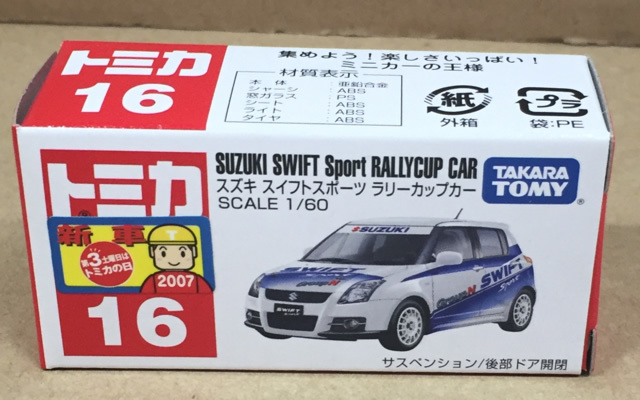 トミカ
16
集めよう！楽しさいっぱい！
ミニカーの王様
材質表示
本体：亜鉛合金
シャーシ：ABS
窓ガラス：PS
シート：ABS
ライト：ABS
タイヤ：ABS
紙
外箱
プラ
袋:PE
トミカ
新車
第3土曜日は
トミカの日
T
2007
16
SUZUKI SWIFT Sport RALLYCUP CAR
スズキ スイフトスポーツ ラリーカップカー
SCALE 1/60
TAKARA
TOMY
®
SUZUKI
GroupN
SWIFT
Sport
GroupN
SWIFT
サスペンション/後部ドア開閉